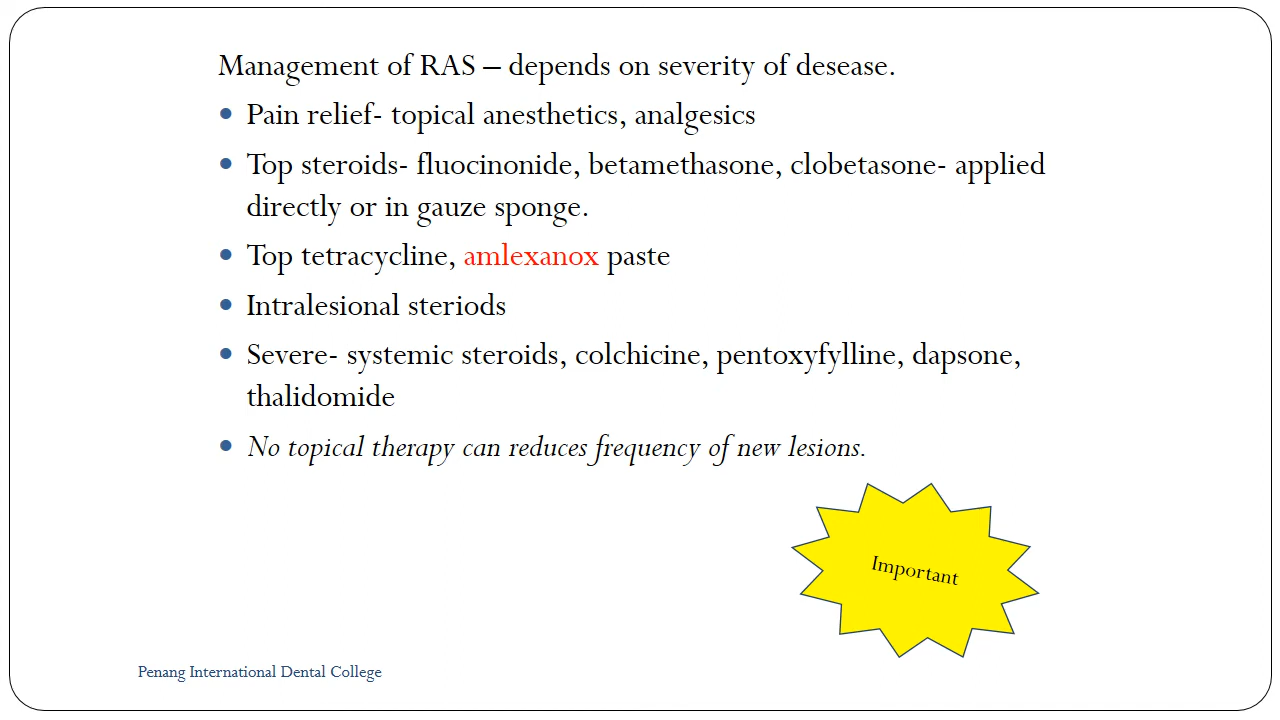 Management of RAS – depends on severity of desease.
• Pain relief- topical anesthetics, analgesics
• Top steroids- fluocinonide, betamethasone, clobetasone- applied
directly or in gauze sponge.
• Top tetracycline, amlexanox paste
• Intralesional steriods
• Severe- systemic steroids, colchicine, pentoxyfylline, dapsone,
thalidomide
• No topical therapy can reduces frequency of new lesions.
Important
Penang International Dental College